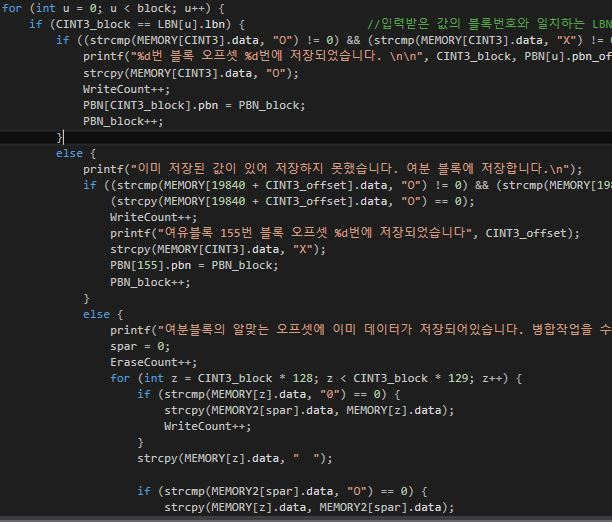 for (int u = 0; u < block; u++) {
if (CINT3_block == LBN[u].lbn) { //입력받은 값의 블록번호와 일치하는 LBN
if ((strcmp(MEMORY[CINT3].data, "O") != 0) && (strcmp(MEMORY[CINT3].data, "X") !=
printf("%d번 블록 오프셋 %d번에 저장되었습니다. \n\n", CINT3_block, PBN[u].pbn_of
strcpy(MEMORY[CINT3].data, "O");
WriteCount++;
PBN[CINT3_block].pbn = PBN_block;
PBN_block++;
}
else {
printf("이미 저장된 값이 있어 저장하지 못했습니다. 여분 블록에 저장합니다.\n");
if ((strcmp(MEMORY[19840 + CINT3_offset].data, "O") != 0) && (strcmp(MEMORY[198
(strcpy(MEMORY[19840 + CINT3_offset].data, "O") == 0);
WriteCount++;
printf("여유블록 155번 블록 오프셋 %d번에 저장되었습니다", CINT3_offset);
strcpy(MEMORY[CINT3].data, "X");
PBN[155].pbn = PBN_block;
PBN_block++;
}
else {
printf("여분블록의 알맞는 오프셋에 이미 데이터가 저장되어있습니다. 병합작업을 수
spar = 0;
EraseCount++;
for (int z = CINT3_block * 128; z < CINT3_block * 129; z++) {
if (strcmp(MEMORY[z].data, "0") == 0) {
strcpy(MEMORY2[spar].data, MEMORY[z].data);
WriteCount++;
}
strcpy(MEMORY[z].data, "  ");
if (strcmp(MEMORY2[spar].data, "O") == 0) {
strcpy(MEMORY[z].data, MEMORY2[spar].data);